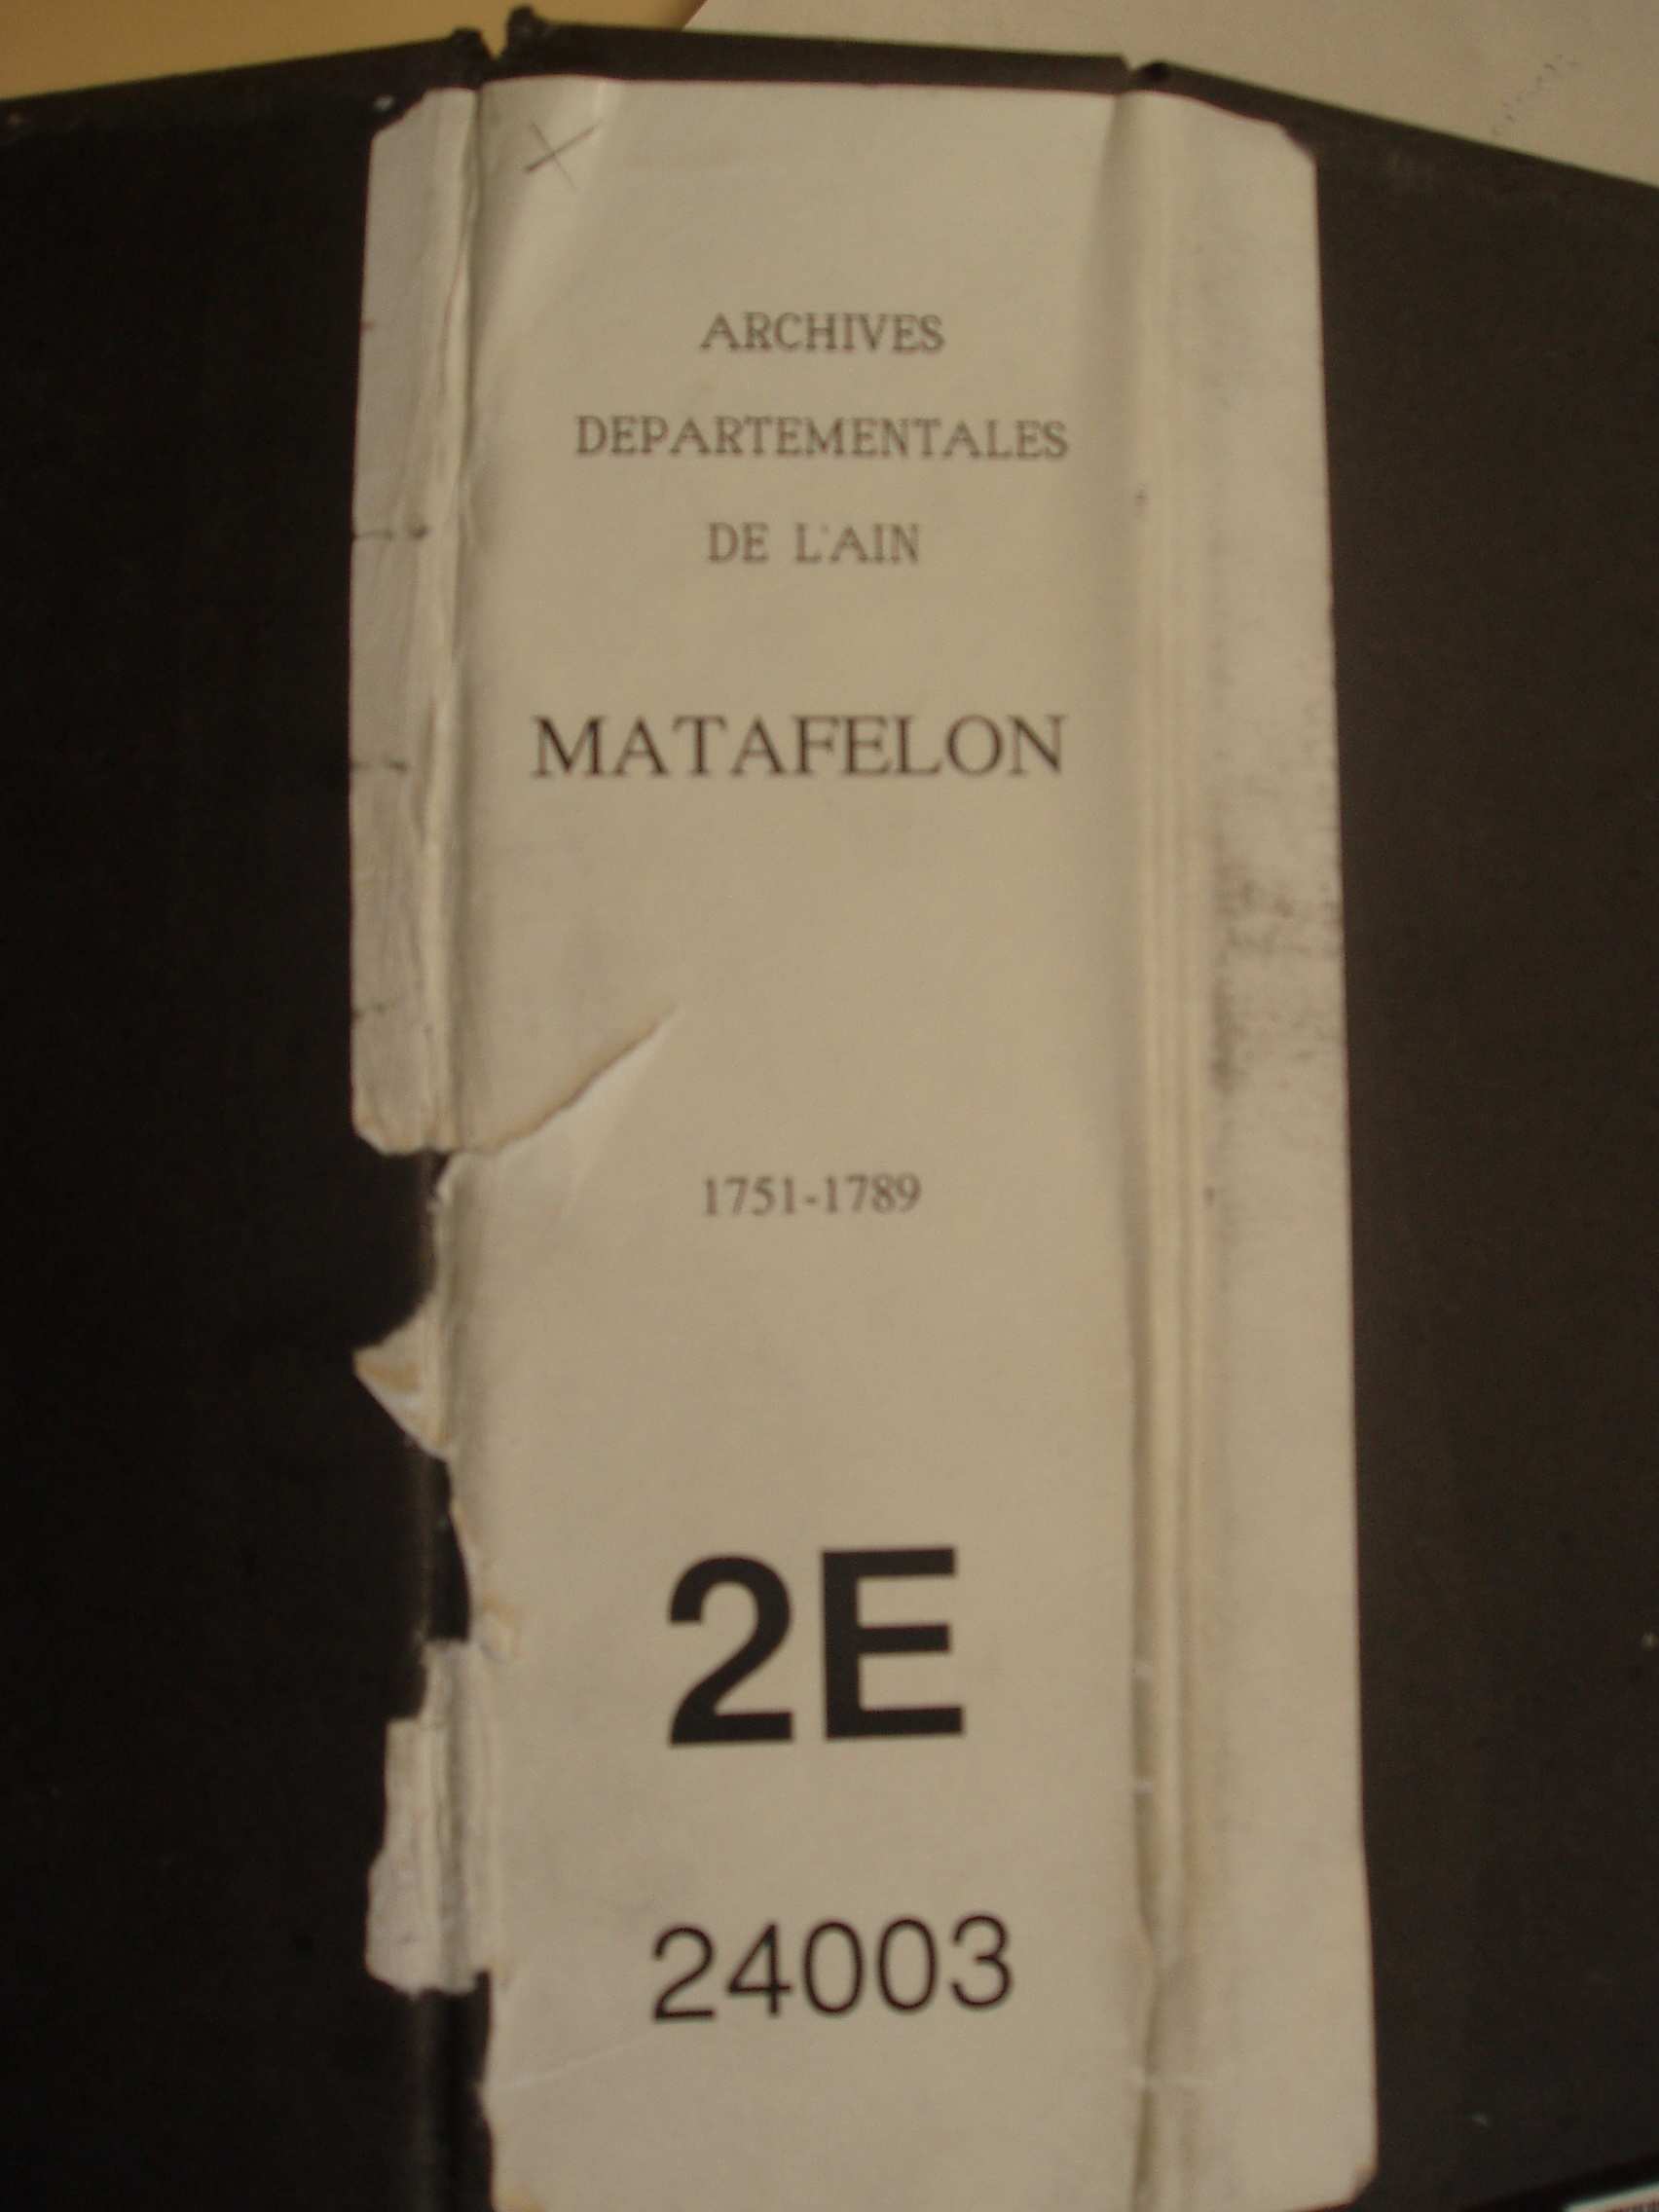 ARCHIVES
DEPARTEMENTALES
DE L'AIN
MATAFELON
1751-1789
2E
24003